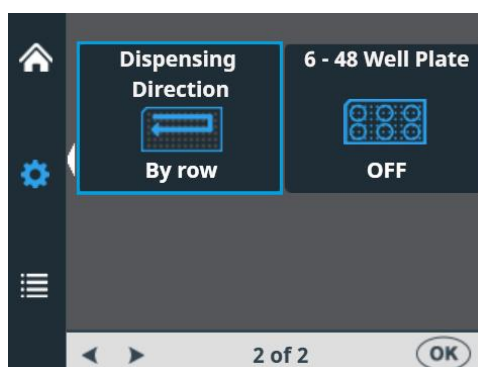 Dispensing
Direction
By row
6 - 48 Well Plate
OFF
2 of 2
OK